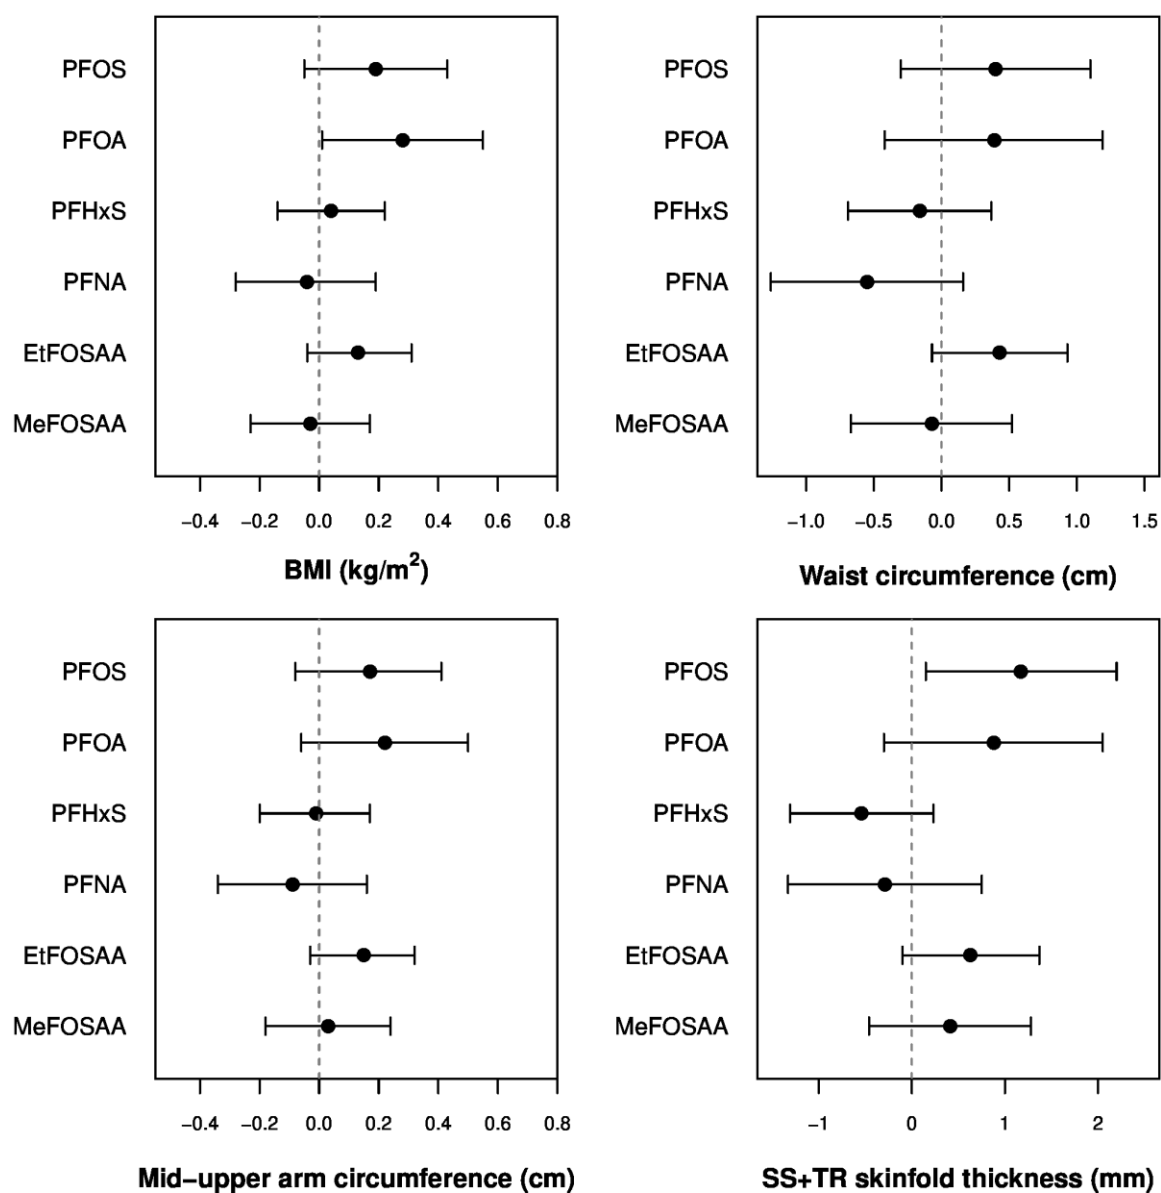 PFOS
PFOA
PFHxS
PFNA
EtFOSAA
MeFOSAA
−0.4 −0.2 0.0 0.2 0.4 0.6 0.8
BMI (kg/m²)
PFOS
PFOA
PFHxS
PFNA
EtFOSAA
MeFOSAA
−1.0 −0.5 0.0 0.5 1.0 1.5
Waist circumference (cm)
PFOS
PFOA
PFHxS
PFNA
EtFOSAA
MeFOSAA
−0.4 −0.2 0.0 0.2 0.4 0.6 0.8
Mid−upper arm circumference (cm)
PFOS
PFOA
PFHxS
PFNA
EtFOSAA
MeFOSAA
−1 0 1 2
SS+TR skinfold thickness (mm)